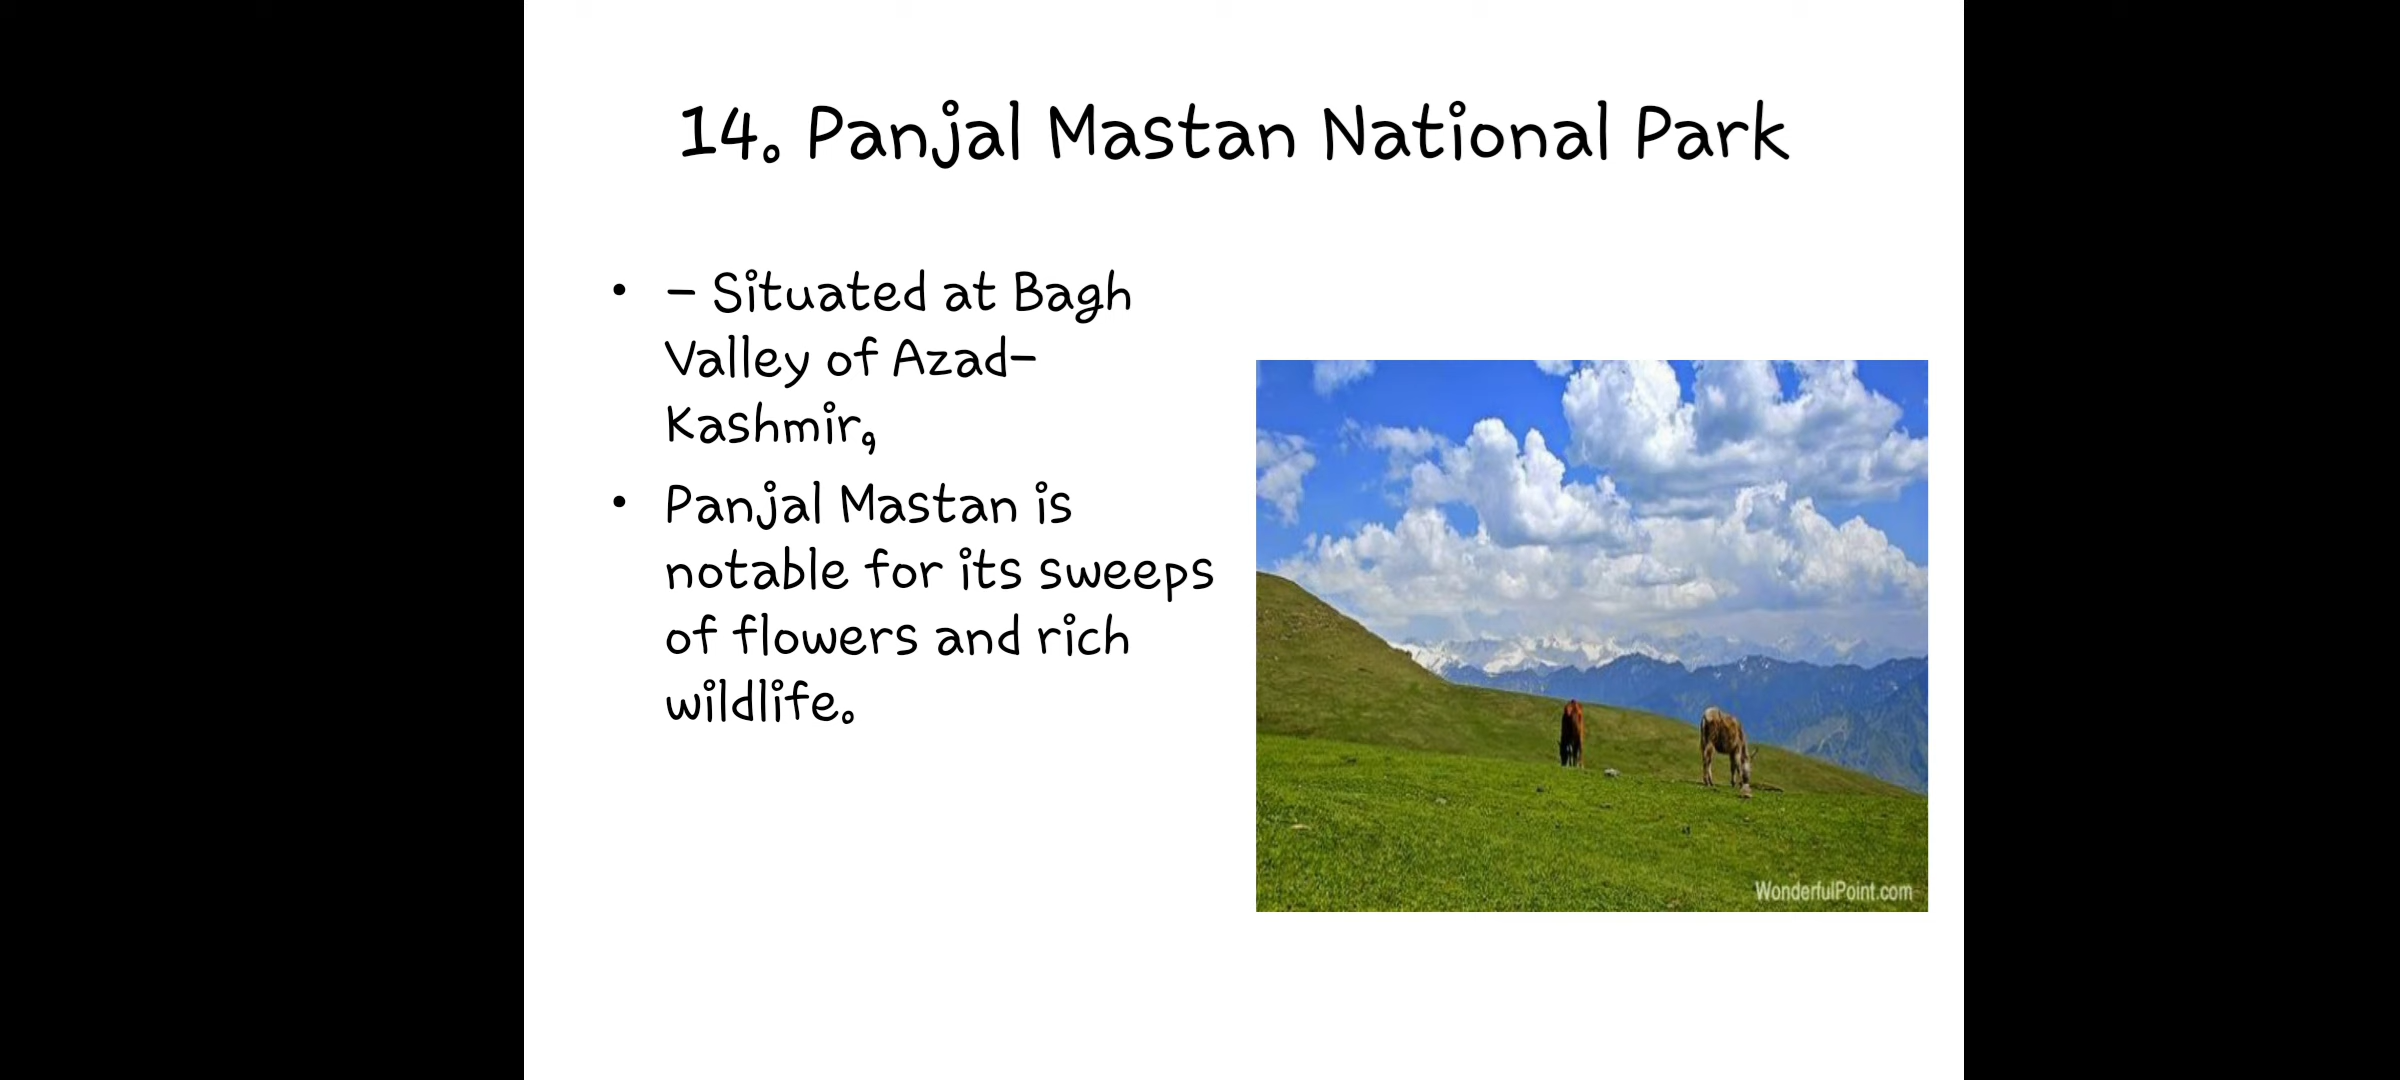 14. Panjal Mastan National Park
• – Situated at Bagh
Valley of Azad-
Kashmir,
• Panjal Mastan is
notable for its sweeps
of flowers and rich
wildlife.
WonderfulPoint.com